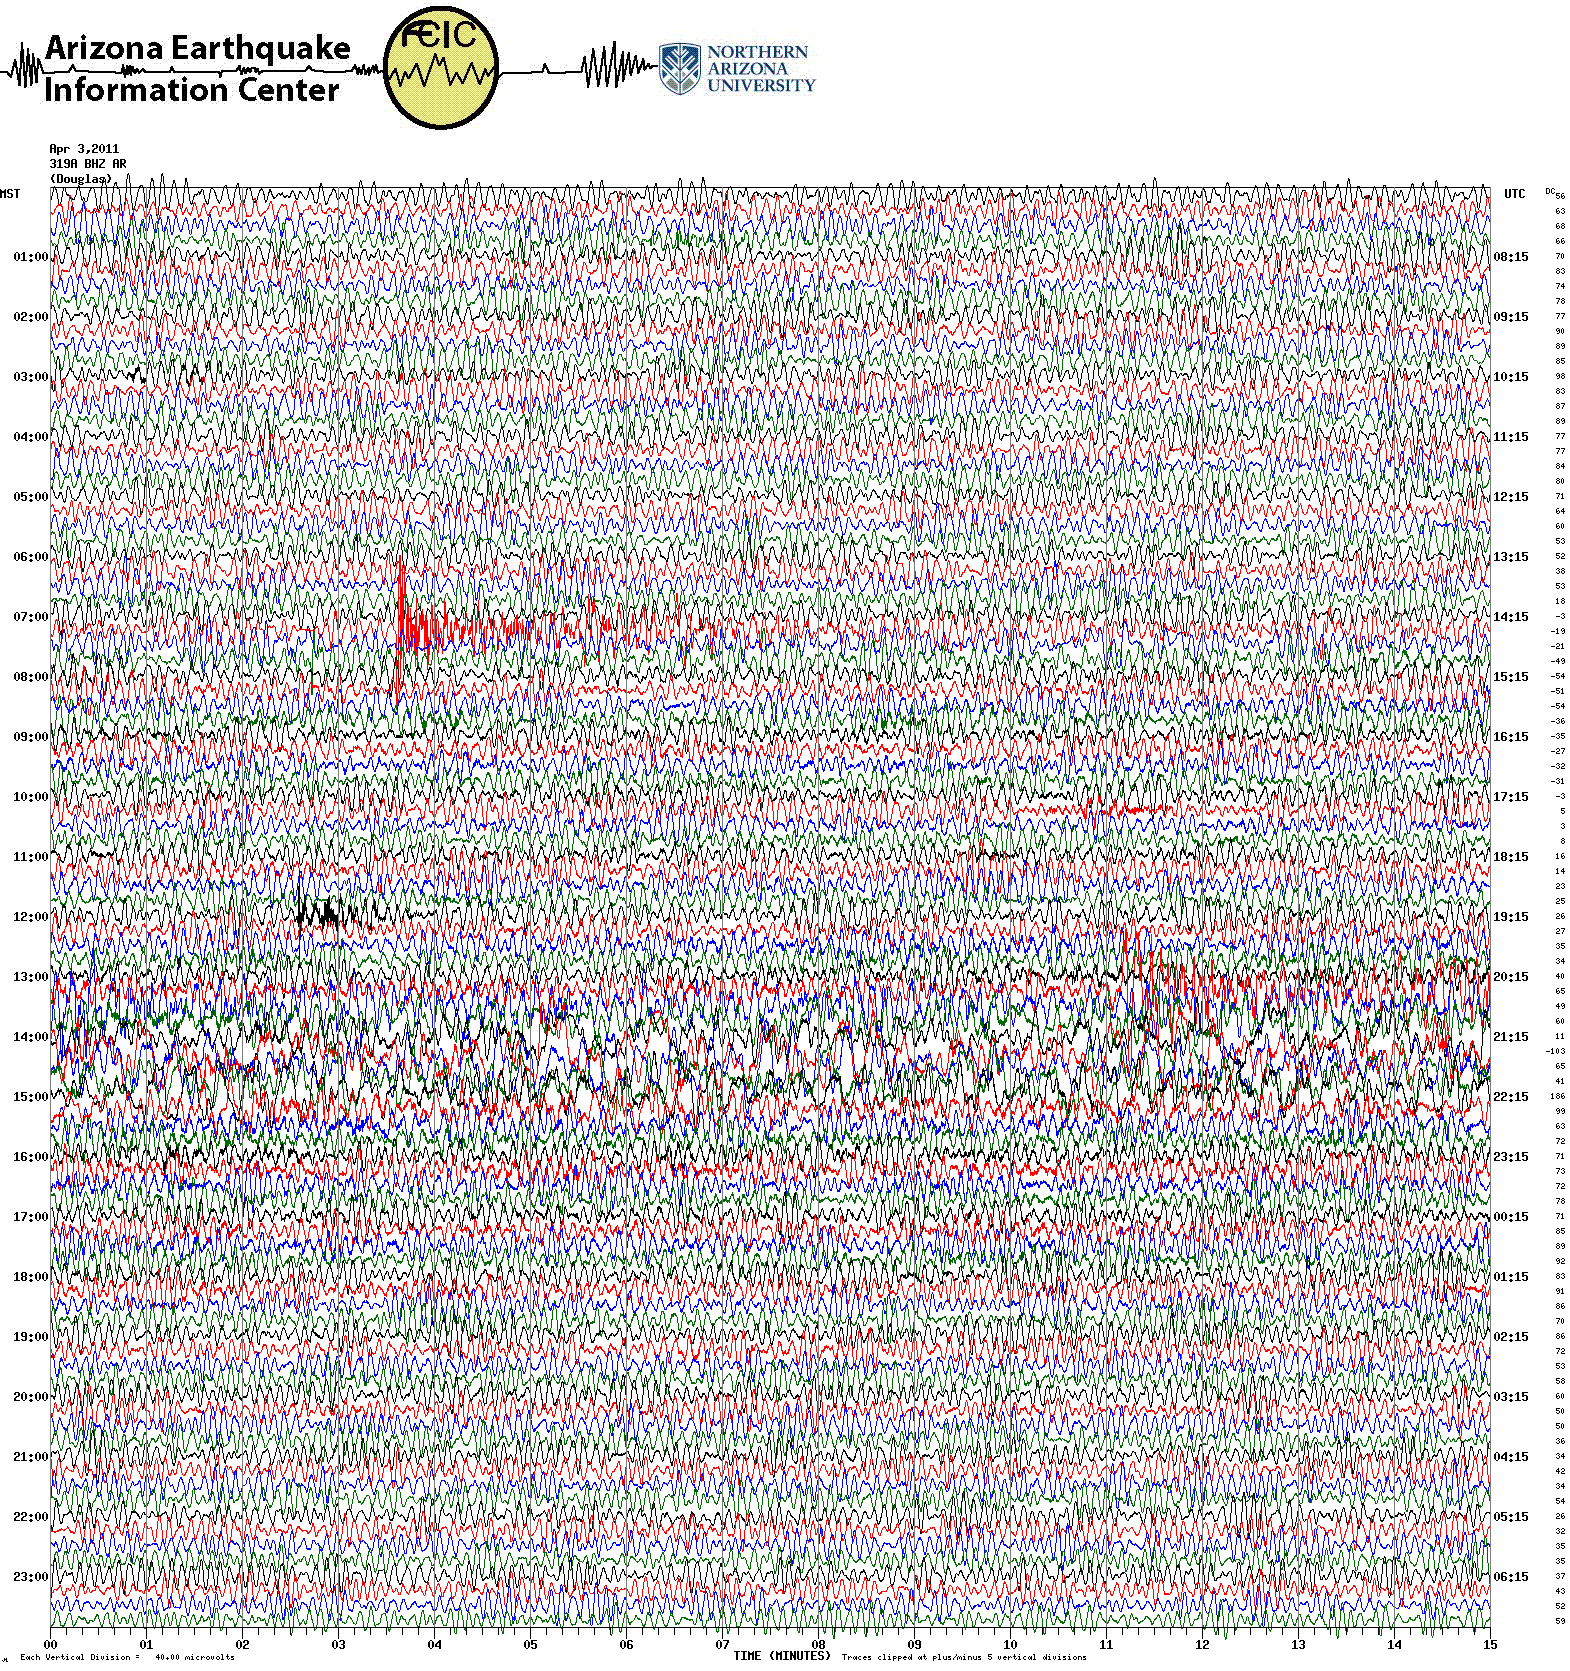 Arizona Earthquake
Information Center
ÆEIC
NORTHERN
ARIZONA
UNIVERSITY
Apr 3,2011
319A BHZ AR
(Douglas)
MST UTC DC 56
63
68
66
01:00 08:15 70
83
74
78
02:00 09:15 77
90
89
85
03:00 10:15 98
83
87
89
04:00 11:15 77
77
84
80
05:00 12:15 71
64
60
53
06:00 13:15 52
38
53
18
07:00 14:15 -3
-19
-21
-49
08:00 15:15 -54
-51
-54
-36
09:00 16:15 -35
-27
-32
-31
10:00 17:15 -3
5
3
8
11:00 18:15 16
14
23
25
12:00 19:15 26
27
35
34
13:00 20:15 40
65
49
60
14:00 21:15 11
-103
65
41
15:00 22:15 186
99
63
72
16:00 23:15 71
73
72
78
17:00 00:15 71
85
89
92
18:00 01:15 83
91
86
70
19:00 02:15 86
72
53
58
20:00 03:15 60
50
50
36
21:00 04:15 34
42
34
54
22:00 05:15 26
32
35
35
23:00 06:15 37
43
52
59
00 01 02 03 04 05 06 07 08 09 10 11 12 13 14 15
Each Vertical Division = 40.00 microvolts TIME (MINUTES) Traces clipped at plus/minus 5 vertical divisions